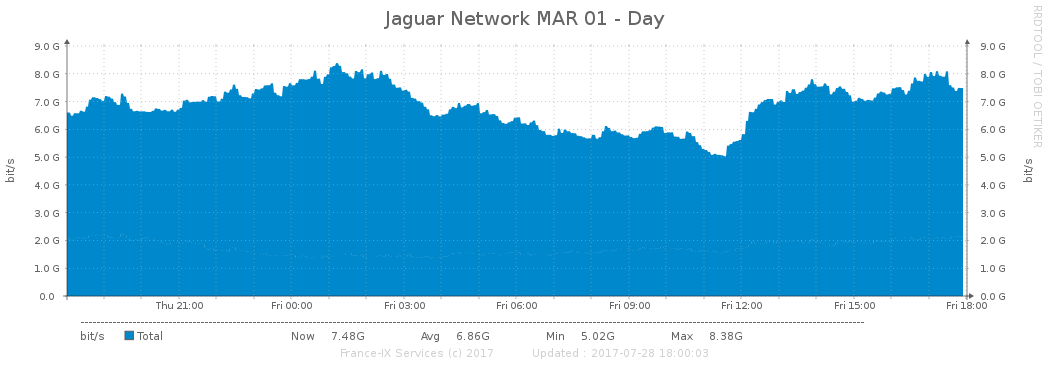 Jaguar Network MAR 01 - Day
RRDTOOL / TOBI OETIKER
9.0 G 9.0 G
8.0 G 8.0 G
7.0 G 7.0 G
6.0 G 6.0 G
5.0 G 5.0 G
4.0 G 4.0 G
3.0 G 3.0 G
2.0 G 2.0 G
1.0 G 1.0 G
0.0 0.0 G
bit/s
bit/s
Thu 21:00 Fri 00:00 Fri 03:00 Fri 06:00 Fri 09:00 Fri 12:00 Fri 15:00 Fri 18:00
bit/s Total Now 7.48G Avg 6.86G Min 5.02G Max 8.38G
France-IX Services (c) 2017 Updated : 2017-07-28 18:00:03